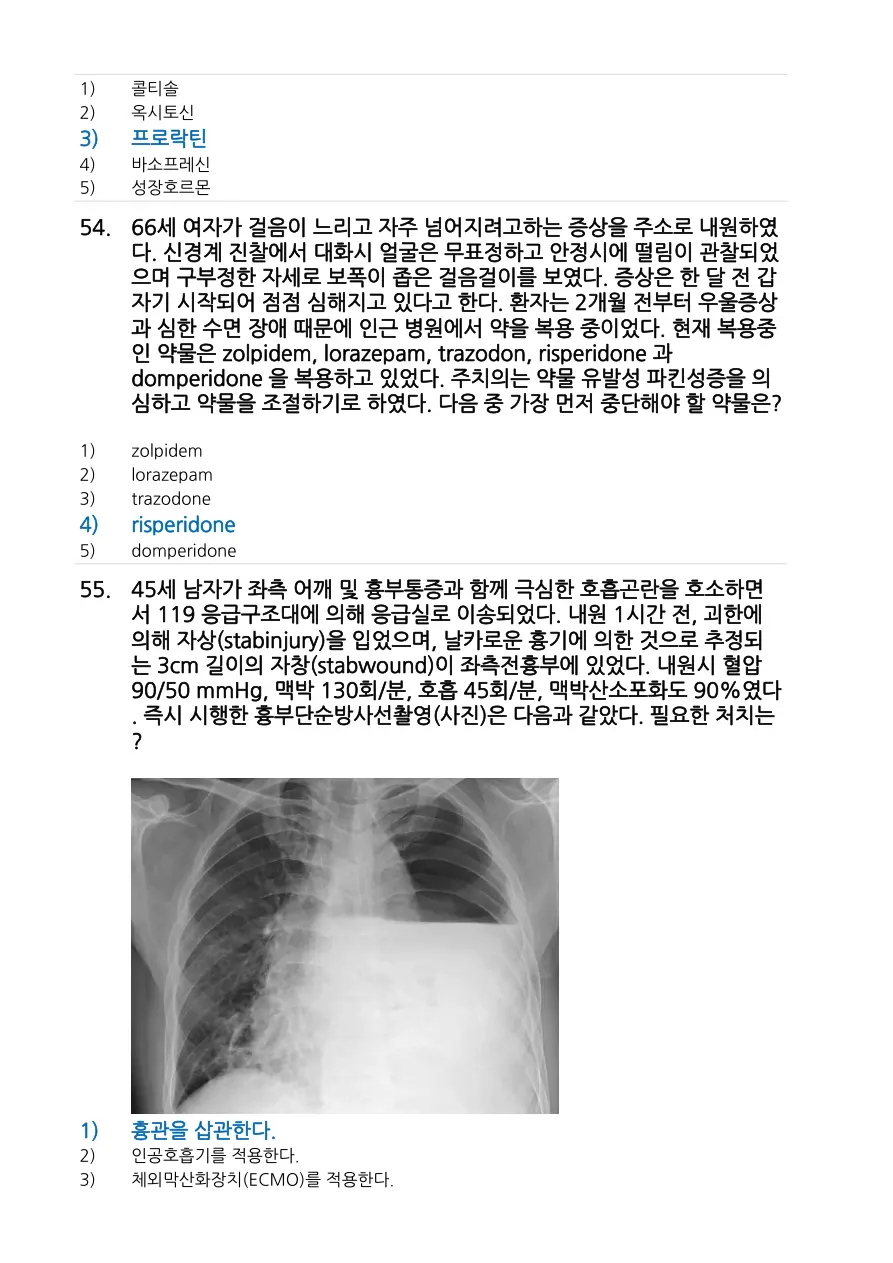 1) 콜티솔
2) 옥시토신
3) 프로락틴
4) 바소프레신
5) 성장호르몬
54. 66세 여자가 걸음이 느리고 자주 넘어지려고하는 증상을 주소로 내원하였
다. 신경계 진찰에서 대화시 얼굴은 무표정하고 안정시에 떨림이 관찰되었
으며 구부정한 자세로 보폭이 좁은 걸음걸이를 보였다. 증상은 한 달 전 갑
자기 시작되어 점점 심해지고 있다고 한다. 환자는 2개월 전부터 우울증상
과 심한 수면 장애 때문에 인근 병원에서 약을 복용 중이었다. 현재 복용중
인 약물은 zolpidem, lorazepam, trazodon, risperidone 과
domperidone 을 복용하고 있었다. 주치의는 약물 유발성 파킨성증을 의
심하고 약물을 조절하기로 하였다. 다음 중 가장 먼저 중단해야 할 약물은?
1) zolpidem
2) lorazepam
3) trazodone
4) risperidone
5) domperidone
55. 45세 남자가 좌측 어깨 및 흉부통증과 함께 극심한 호흡곤란을 호소하면
서 119 응급구조대에 의해 응급실로 이송되었다. 내원 1시간 전, 괴한에
의해 자상(stabinjury)을 입었으며, 날카로운 흉기에 의한 것으로 추정되
는 3cm 길이의 자창(stabwound)이 좌측전흉부에 있었다. 내원시 혈압
90/50 mmHg, 맥박 130회/분, 호흡 45회/분, 맥박산소포화도 90%였다
. 즉시 시행한 흉부단순방사선촬영(사진)은 다음과 같았다. 필요한 처치는
?
1) 흉관을 삽관한다.
2) 인공호흡기를 적용한다.
3) 체외막산화장치(ECMO)를 적용한다.